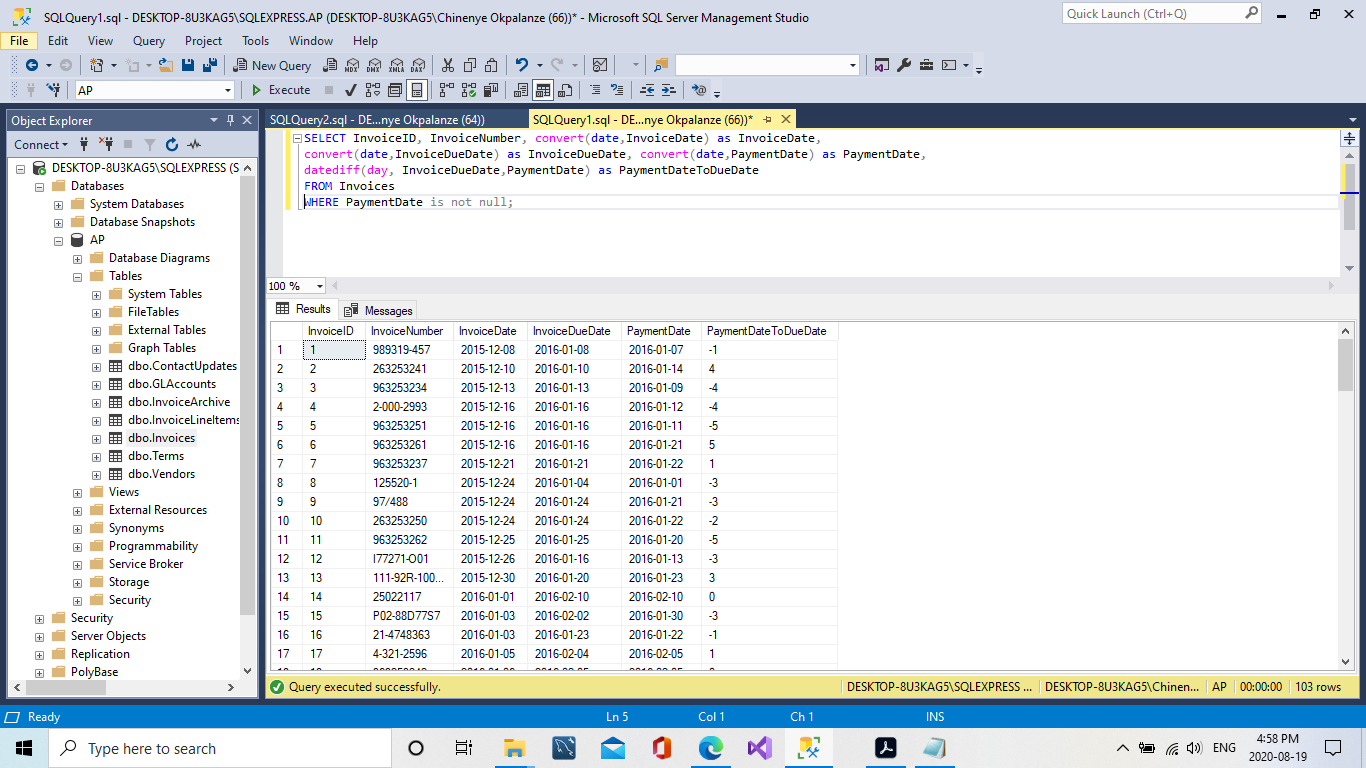 SQLQuery1.sql - DESKTOP-8U3KAG5\SQLEXPRESS.AP (DESKTOP-8U3KAG5\Chinenye Okpalanze (66))* - Microsoft SQL Server Management Studio
Quick Launch (Ctrl+Q)
File Edit View Query Project Tools Window Help
New Query MDX DMX XMLA DAX
AP Execute
Object Explorer
SQLQuery2.sql - DE...nye Okpalanze (64)) SQLQuery1.sql - DE...nye Okpalanze (66))*
Connect
DESKTOP-8U3KAG5\SQLEXPRESS (S
Databases
System Databases
Database Snapshots
AP
Database Diagrams
Tables
System Tables
FileTables
External Tables
Graph Tables
dbo.ContactUpdates
dbo.GLAccounts
dbo.InvoiceArchive
dbo.InvoiceLineItems
dbo.Invoices
dbo.Terms
dbo.Vendors
Views
External Resources
Synonyms
Programmability
Service Broker
Storage
Security
Security
Server Objects
Replication
PolyBase
SELECT InvoiceID, InvoiceNumber, convert(date,InvoiceDate) as InvoiceDate,
convert(date,InvoiceDueDate) as InvoiceDueDate, convert(date,PaymentDate) as PaymentDate,
datediff(day, InvoiceDueDate,PaymentDate) as PaymentDateToDueDate
FROM Invoices
WHERE PaymentDate is not null;
100 %
Results Messages
InvoiceID InvoiceNumber InvoiceDate InvoiceDueDate PaymentDate PaymentDateToDueDate
1 1 989319-457 2015-12-08 2016-01-08 2016-01-07 -1
2 2 263253241 2015-12-10 2016-01-10 2016-01-14 4
3 3 963253234 2015-12-13 2016-01-13 2016-01-09 -4
4 4 2-000-2993 2015-12-16 2016-01-16 2016-01-12 -4
5 5 963253251 2015-12-16 2016-01-16 2016-01-11 -5
6 6 963253261 2015-12-16 2016-01-16 2016-01-21 5
7 7 963253237 2015-12-21 2016-01-21 2016-01-22 1
8 8 125520-1 2015-12-24 2016-01-04 2016-01-01 -3
9 9 97/488 2015-12-24 2016-01-24 2016-01-21 -3
10 10 263253250 2015-12-24 2016-01-24 2016-01-22 -2
11 11 963253262 2015-12-25 2016-01-25 2016-01-20 -5
12 12 I77271-O01 2015-12-26 2016-01-16 2016-01-13 -3
13 13 111-92R-100... 2015-12-30 2016-01-20 2016-01-23 3
14 14 25022117 2016-01-01 2016-02-10 2016-02-10 0
15 15 P02-88D77S7 2016-01-03 2016-02-02 2016-01-30 -3
16 16 21-4748363 2016-01-03 2016-01-23 2016-01-22 -1
17 17 4-321-2596 2016-01-05 2016-02-04 2016-02-05 1
Query executed successfully. DESKTOP-8U3KAG5\SQLEXPRESS ... DESKTOP-8U3KAG5\Chinen... AP 00:00:00 103 rows
Ready Ln 5 Col 1 Ch 1 INS
Type here to search
ENG 4:58 PM
2020-08-19